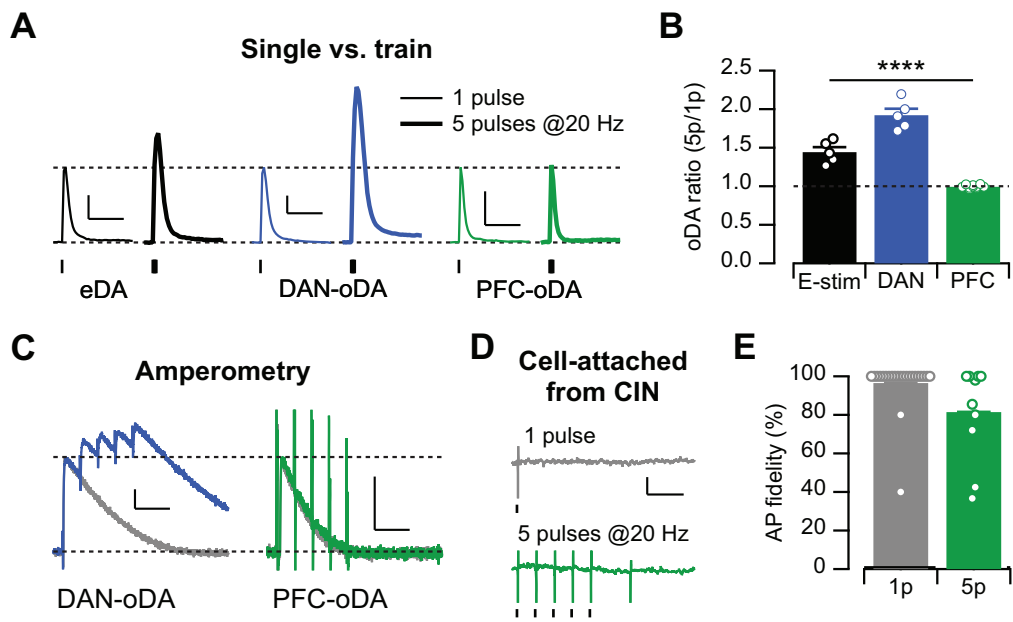 A
Single vs. train
1 pulse
5 pulses @20 Hz
eDA
DAN-oDA
PFC-oDA
B
****
oDA ratio (5p/1p)
2.5
2.0
1.5
1.0
0.5
0.0
E-stim
DAN
PFC
C
Amperometry
DAN-oDA
PFC-oDA
D
Cell-attached
from CIN
1 pulse
5 pulses @20 Hz
E
AP fidelity (%)
100
80
60
40
20
0
1p
5p